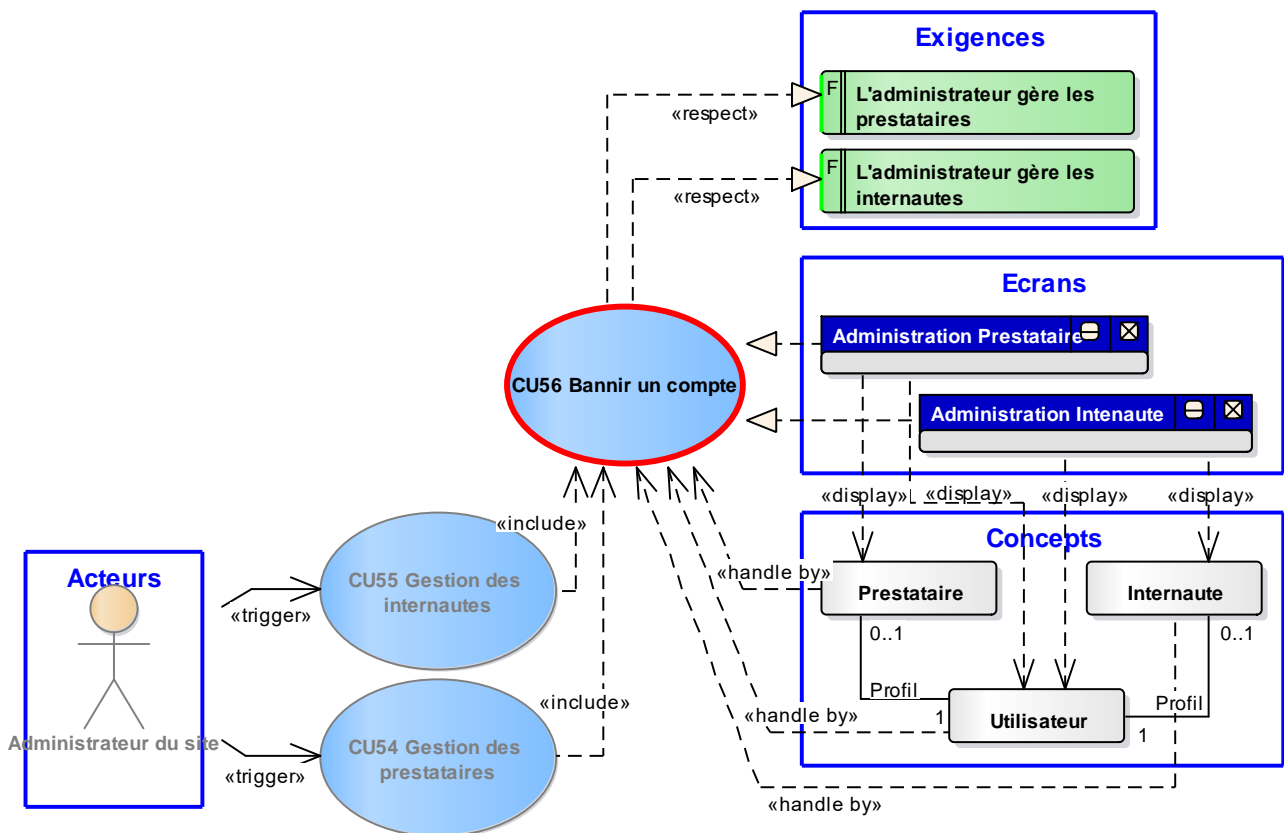 Exigences
F
L'administrateur gère les
prestataires
«respect»
F
L'administrateur gère les
internautes
«respect»
Ecrans
Administration Prestataire
CU56 Bannir un compte
Administration Intenaute
«display»
«display»
«display»
«display»
«include»
Concepts
Acteurs
CU55 Gestion des
internautes
«handle by»
Prestataire
Internaute
«trigger»
0..1
0..1
Profil
Profil
«include»
«handle by»
1
Utilisateur
1
Administrateur du site
CU54 Gestion des
prestataires
«trigger»
«handle by»